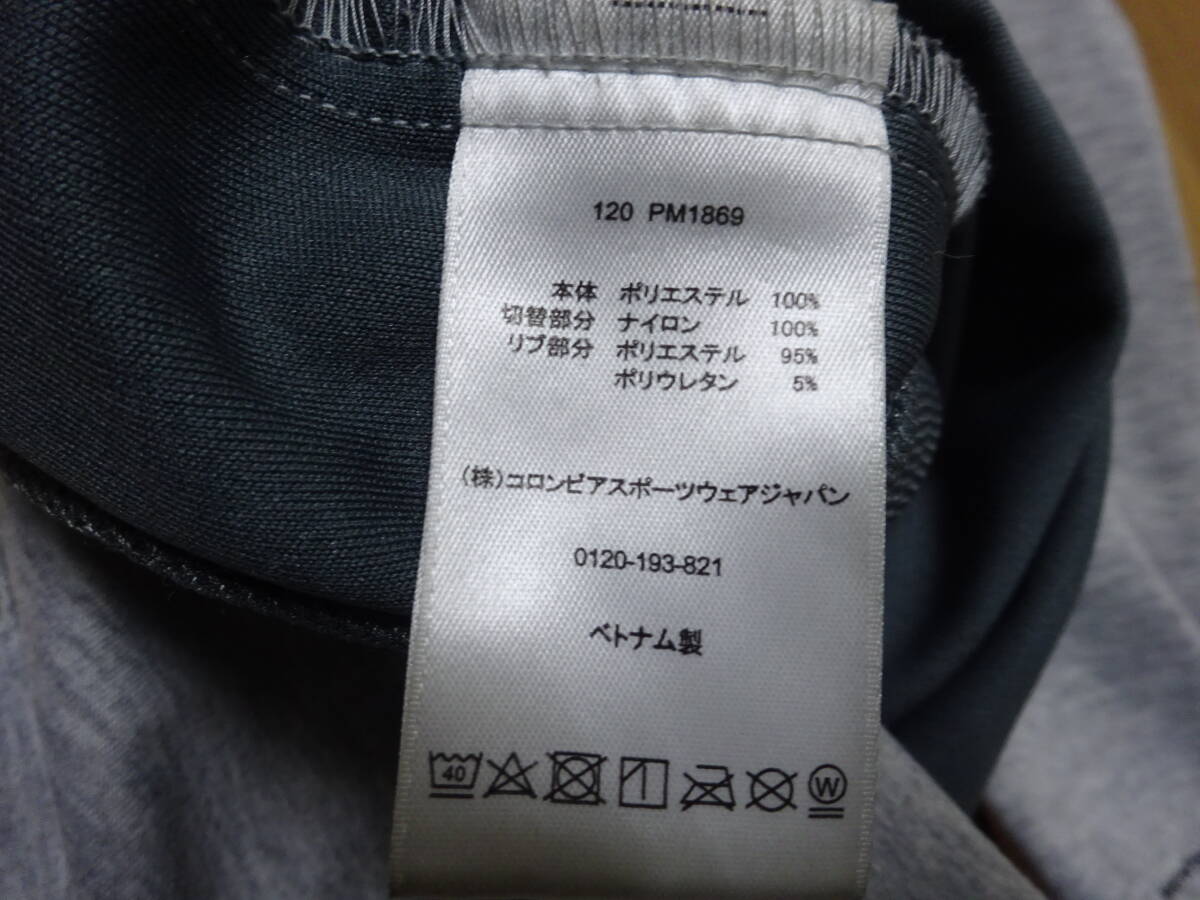 120 PM1869
本体 ポリエステル 100%
切替部分 ナイロン 100%
リブ部分 ポリエステル 95%
ポリウレタン 5%
(株)コロンビアスポーツウェアジャパン
0120-193-821
ベトナム製
40
W